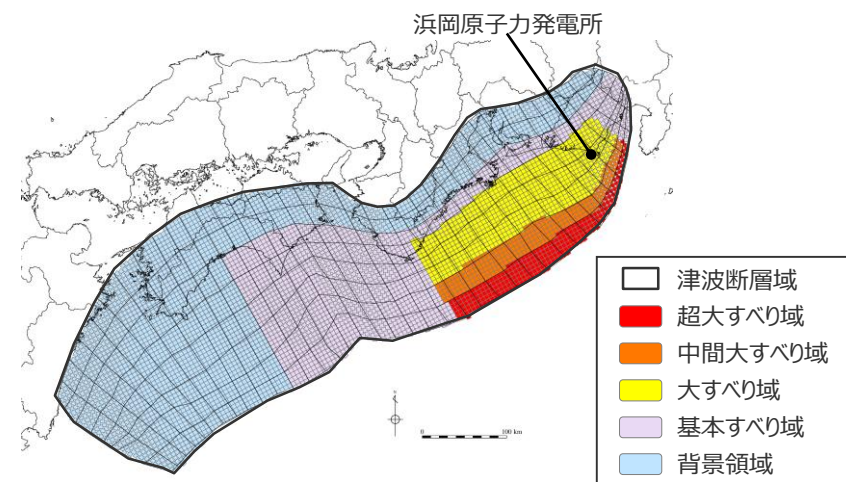 浜岡原子力発電所
津波断層域
超大すべり域
中間大すべり域
大すべり域
基本すべり域
背景領域
0 100 km